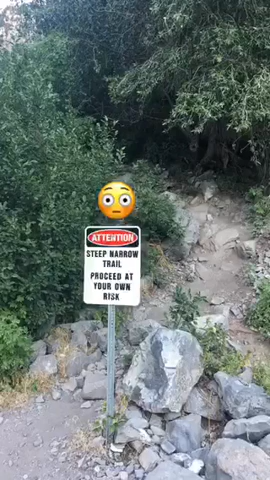 ATTENTION
STEEP NARROW
TRAIL
PROCEED AT
YOUR OWN
RISK